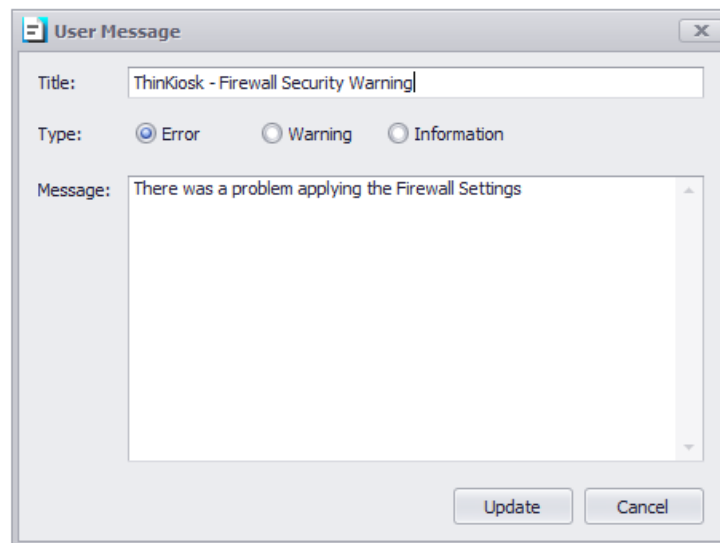 User Message
Title: ThinKiosk - Firewall Security Warning
Type: Error Warning Information
Message: There was a problem applying the Firewall Settings
Update Cancel